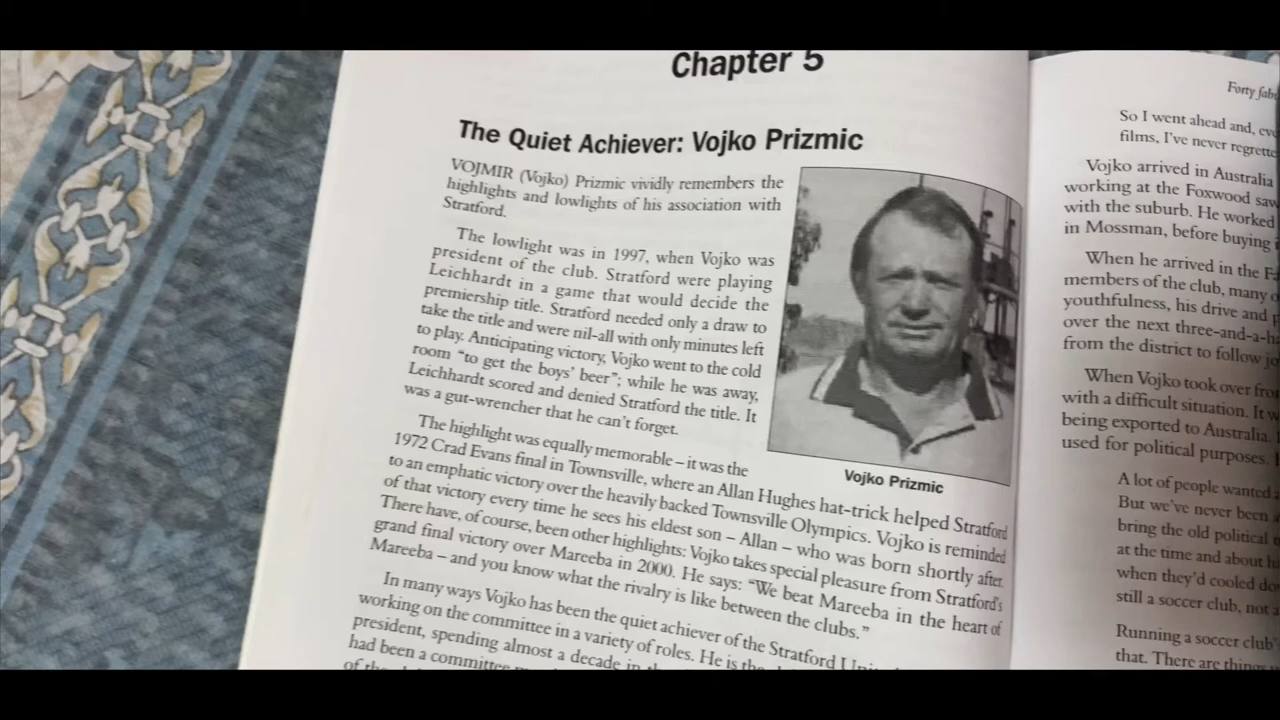 Chapter 5
The Quiet Achiever: Vojko Prizmic
VOJMIR (Vojko) Prizmic vividly remembers the
highlights and lowlights of his association with
Stratford.
The lowlight was in 1997, when Vojko was
president of the club. Stratford were playing
Leichhardt in a game that would decide the
premiership title. Stratford needed only a draw to
take the title and were nil-all with only minutes left
to play. Anticipating victory, Vojko went to the cold
room “to get the boys’ beer”; while he was away,
Leichhardt scored and denied Stratford the title. It
was a gut-wrencher that he can’t forget.
The highlight was equally memorable – it was the
1972 Crad Evans final in Townsville, where an Allan Hughes hat-trick helped Stratford
to an emphatic victory over the heavily backed Townsville Olympics. Vojko is reminded
of that victory every time he sees his eldest son – Allan – who was born shortly after.
There have, of course, been other highlights: Vojko takes special pleasure from Stratford’s
grand final victory over Mareeba in 2000. He says: “We beat Mareeba in the heart of
Mareeba – and you know what the rivalry is like between the clubs.”
In many ways Vojko has been the quiet achiever of the Stratford
working on the committee in a variety of roles. He is the
president, spending almost a decade in
had been a committee
of the
Vojko Prizmic
Forty
So I went ahead and,
films, I’ve never
Vojko arrived in Australia
working at the Foxwood
with the suburb. He worked
in Mossman, before buying
When he arrived in the
members of the club, many
youthfulness, his drive and
over the next
from the district to follow
When Vojko took over
with a difficult situation. It
being exported to Australia.
used for political purposes.
A lot of people wanted
But we’ve never been
bring the old political
at the time and about
when they’d cooled
still a soccer club, not
Running a soccer club
that. There are